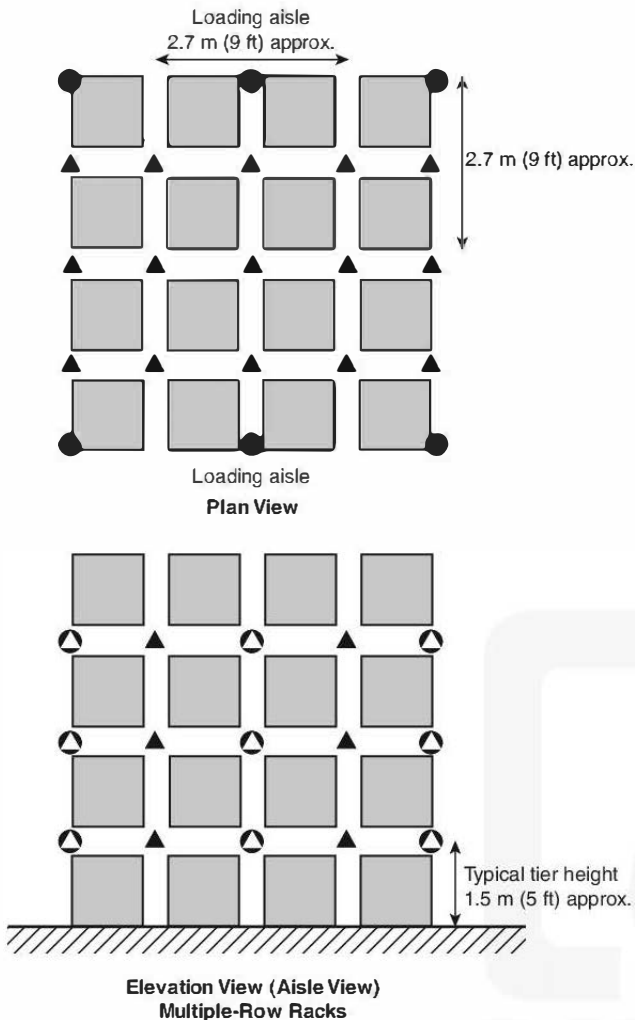 Loading aisle
2.7 m (9 ft) approx.
2.7 m (9 ft) approx.
Loading aisle
Plan View
Typical tier height
1.5 m (5 ft) approx.
Elevation View (Aisle View)
Multiple-Row Racks